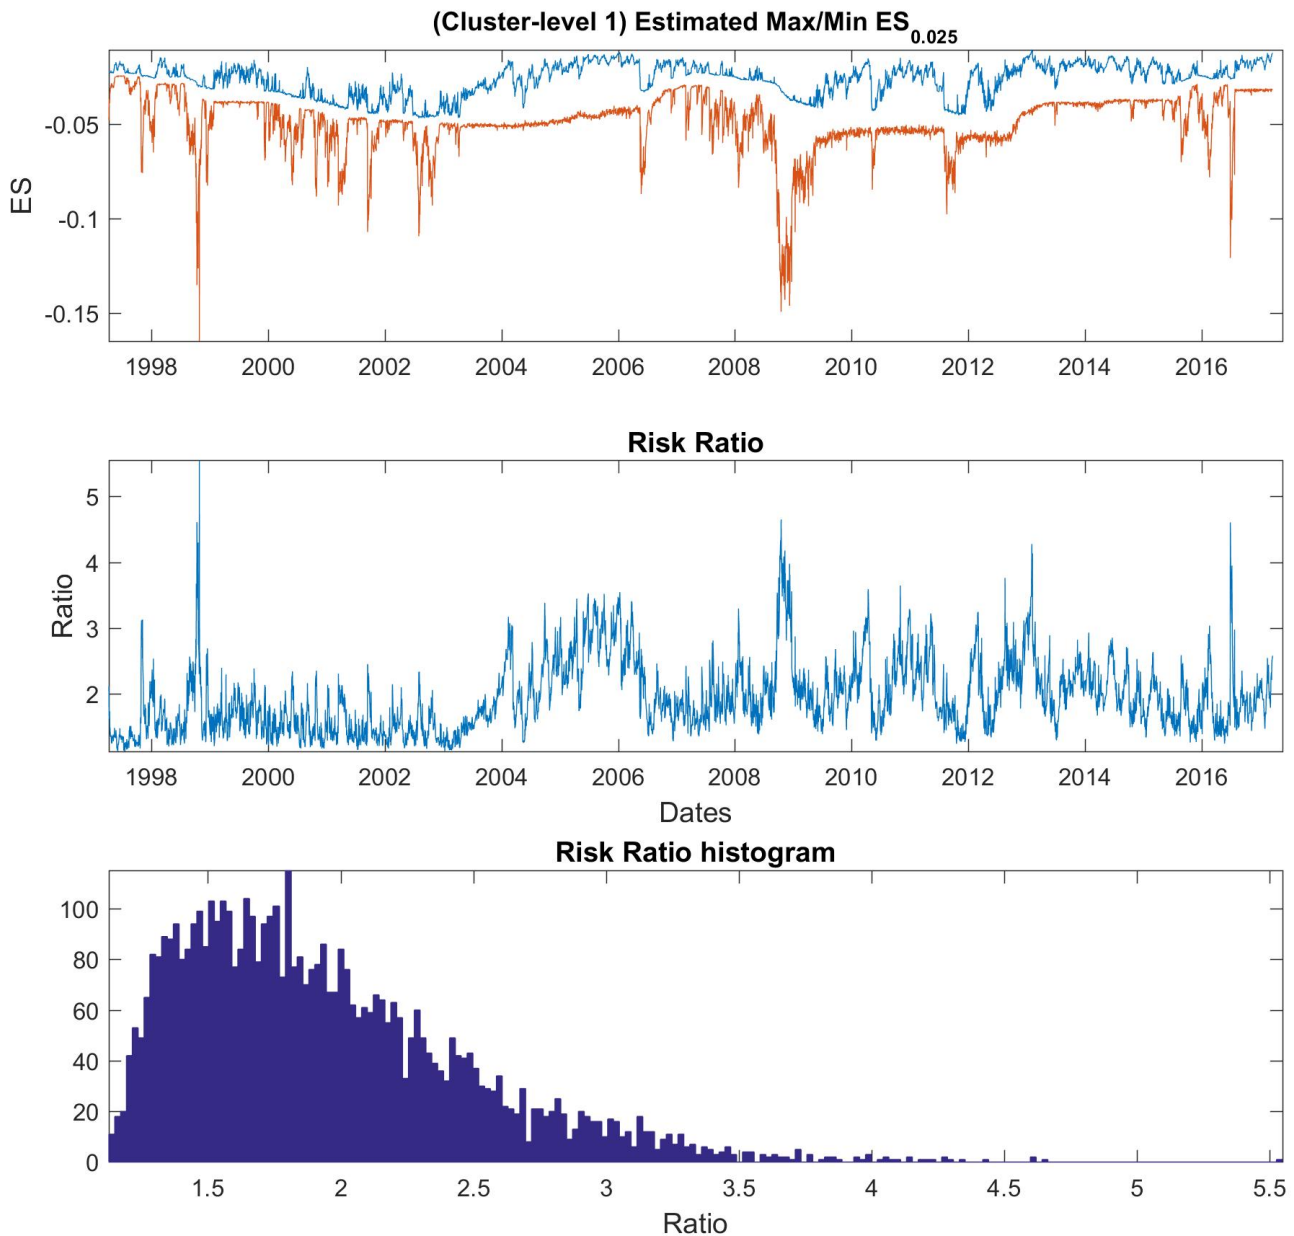 (Cluster-level 1) Estimated Max/Min ES0.025
-0.05
-0.1
-0.15
ES
1998 2000 2002 2004 2006 2008 2010 2012 2014 2016
Risk Ratio
5
4
3
2
Ratio
1998 2000 2002 2004 2006 2008 2010 2012 2014 2016
Dates
Risk Ratio histogram
100
80
60
40
20
0
1.5 2 2.5 3 3.5 4 4.5 5 5.5
Ratio